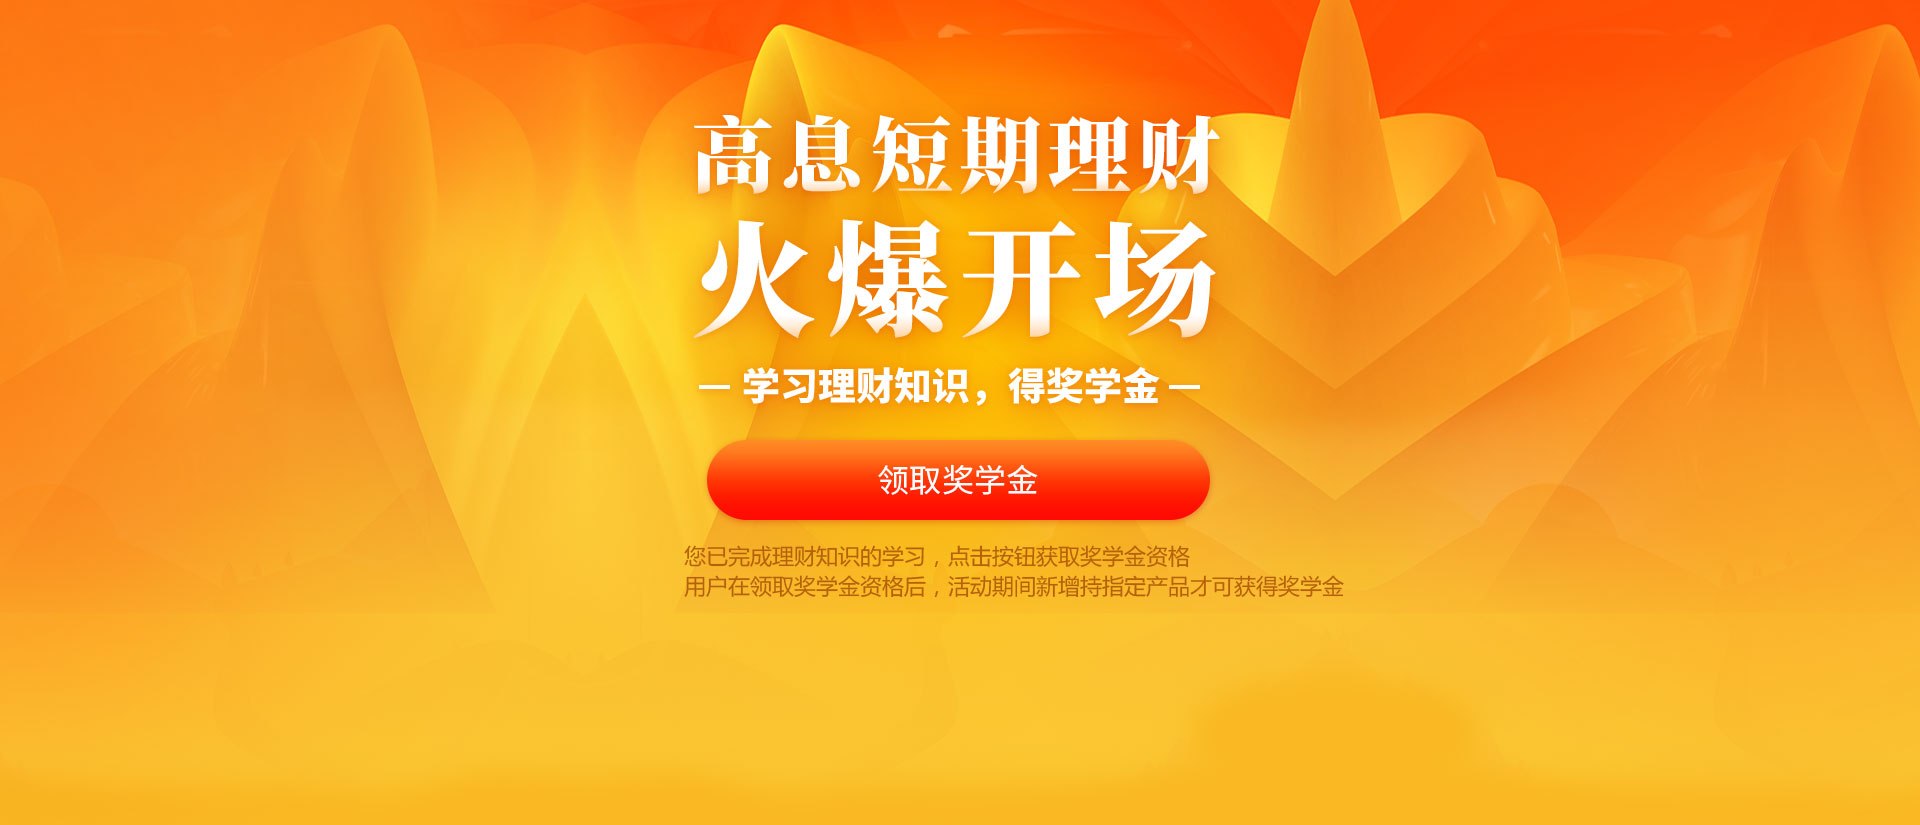 高息短期理财
火爆开场
— 学习理财知识，得奖学金 —
领取奖学金
您已完成理财知识的学习，点击按钮获取奖学金资格
用户在领取奖学金资格后，活动期间新增持指定产品才可获得奖学金